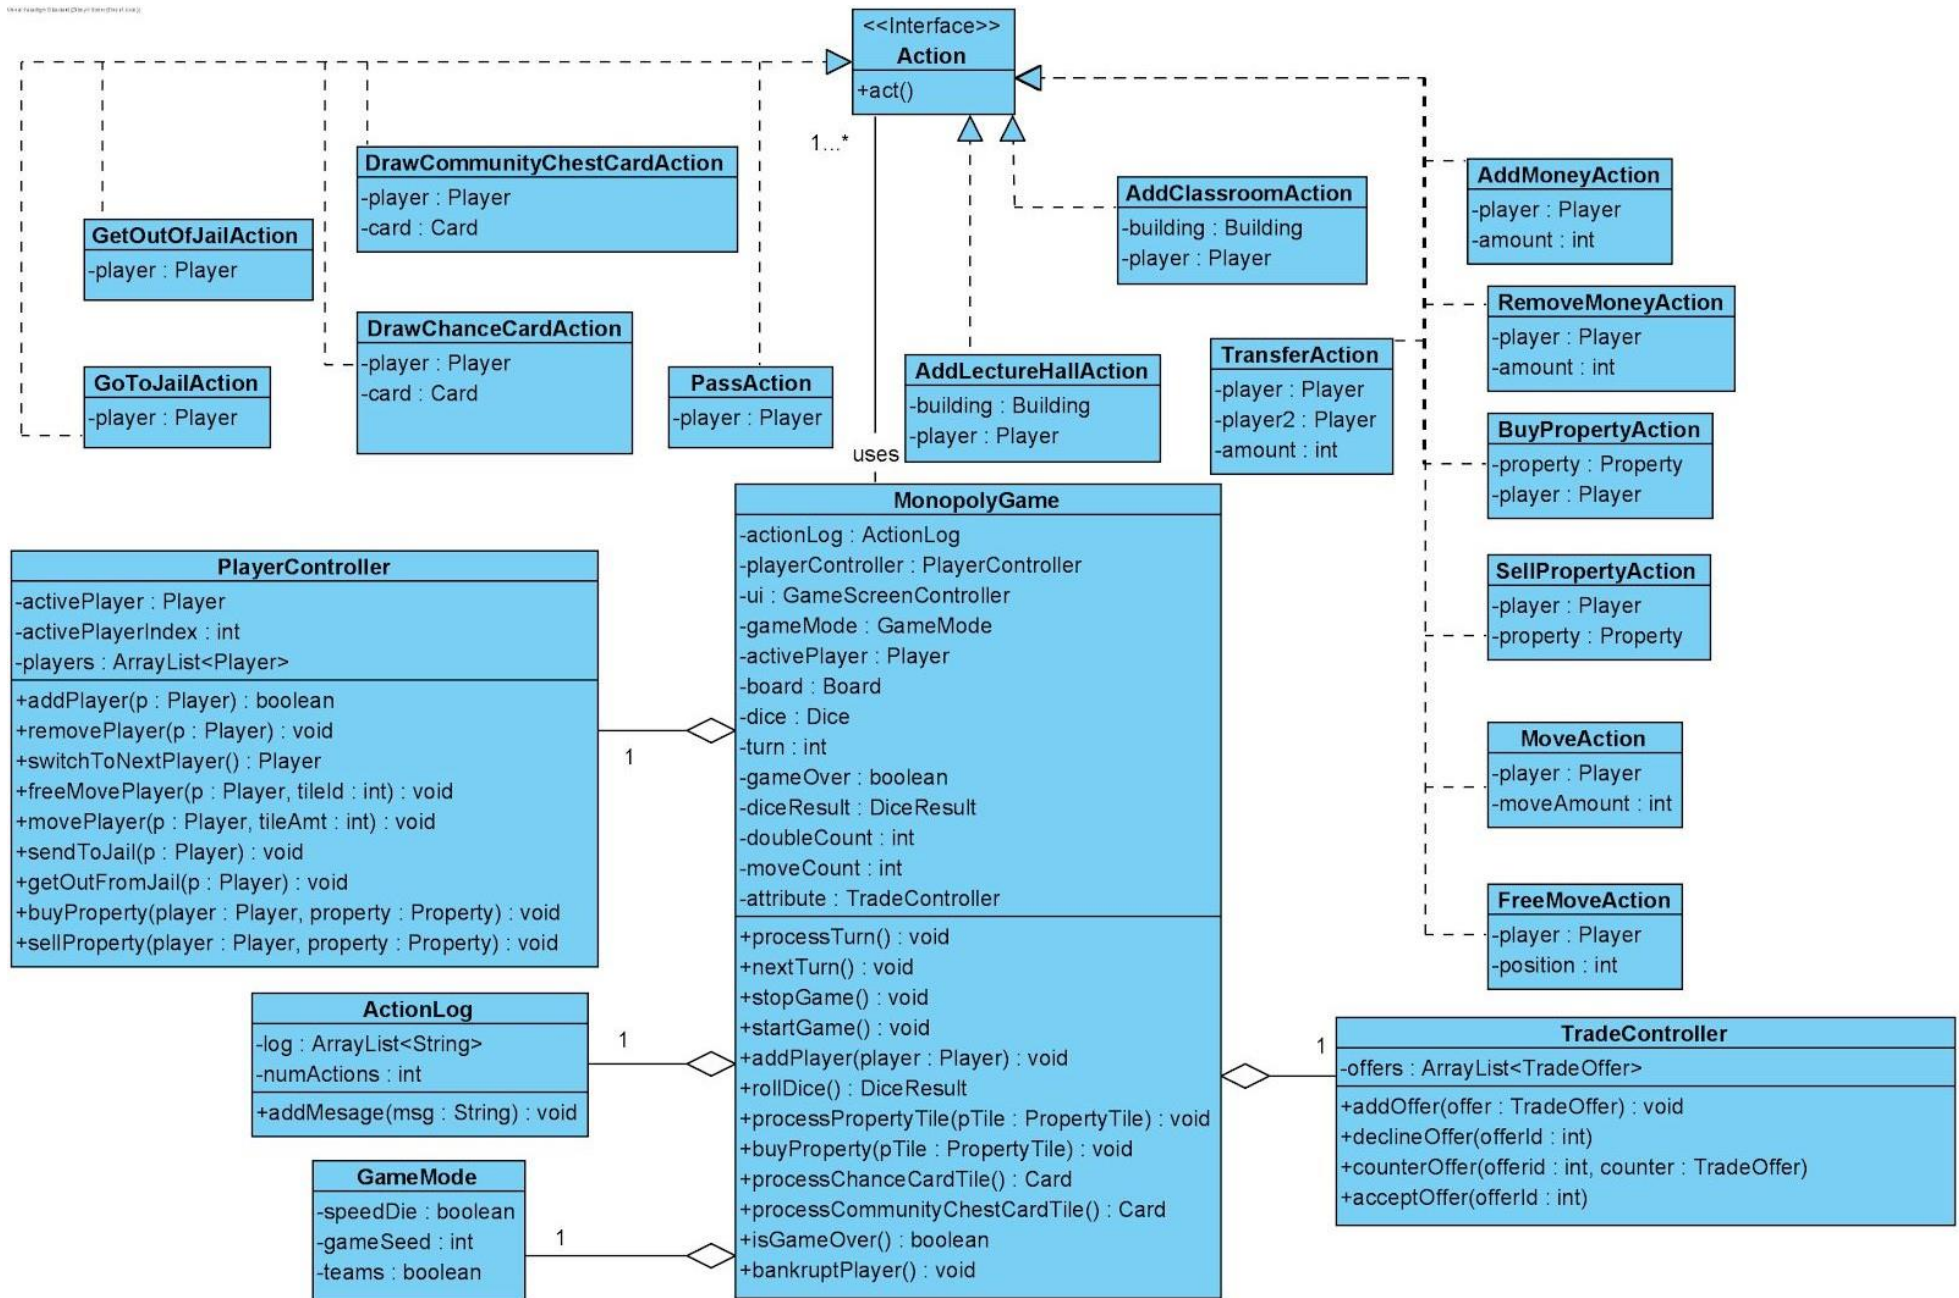 <<Interface>>
Action
+act()
1...*
DrawCommunityChestCardAction
-player : Player
-card : Card
AddClassroomAction
-building : Building
-player : Player
AddMoneyAction
-player : Player
-amount : int
GetOutOfJailAction
-player : Player
DrawChanceCardAction
-player : Player
-card : Card
RemoveMoneyAction
-player : Player
-amount : int
GoToJailAction
-player : Player
PassAction
-player : Player
AddLectureHallAction
-building : Building
-player : Player
TransferAction
-player : Player
-player2 : Player
-amount : int
BuyPropertyAction
-property : Property
-player : Player
uses
MonopolyGame
-actionLog : ActionLog
-playerController : PlayerController
-ui : GameScreenController
-gameMode : GameMode
-activePlayer : Player
-board : Board
-dice : Dice
-turn : int
-gameOver : boolean
-diceResult : DiceResult
-doubleCount : int
-moveCount : int
-attribute : TradeController
+processTurn() : void
+nextTurn() : void
+stopGame() : void
+startGame() : void
+addPlayer(player : Player) : void
+rollDice() : DiceResult
+processPropertyTile(pTile : PropertyTile) : void
+buyProperty(pTile : PropertyTile) : void
+processChanceCardTile() : Card
+processCommunityChestCardTile() : Card
+isGameOver() : boolean
+bankruptPlayer() : void
PlayerController
-activePlayer : Player
-activePlayerIndex : int
-players : ArrayList<Player>
+addPlayer(p : Player) : boolean
+removePlayer(p : Player) : void
+switchToNextPlayer() : Player
+freeMovePlayer(p : Player, tileId : int) : void
+movePlayer(p : Player, tileAmt : int) : void
+sendToJail(p : Player) : void
+getOutFromJail(p : Player) : void
+buyProperty(player : Player, property : Property) : void
+sellProperty(player : Player, property : Property) : void
1
SellPropertyAction
-player : Player
-property : Property
MoveAction
-player : Player
-moveAmount : int
FreeMoveAction
-player : Player
-position : int
ActionLog
-log : ArrayList<String>
-numActions : int
+addMesage(msg : String) : void
1
GameMode
-speedDie : boolean
-gameSeed : int
-teams : boolean
1
1
TradeController
-offers : ArrayList<TradeOffer>
+addOffer(offer : TradeOffer) : void
+declineOffer(offerId : int)
+counterOffer(offerid : int, counter : TradeOffer)
+acceptOffer(offerId : int)